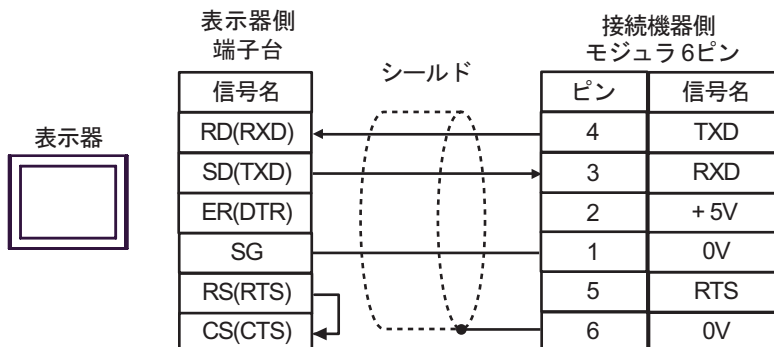 表示器側
端子台
接続機器側
モジュラ6ピン
シールド
表示器
信号名 ピン 信号名
RD(RXD) 4 TXD
SD(TXD) 3 RXD
ER(DTR) 2 +5V
SG 1 0V
RS(RTS) 5 RTS
CS(CTS) 6 0V